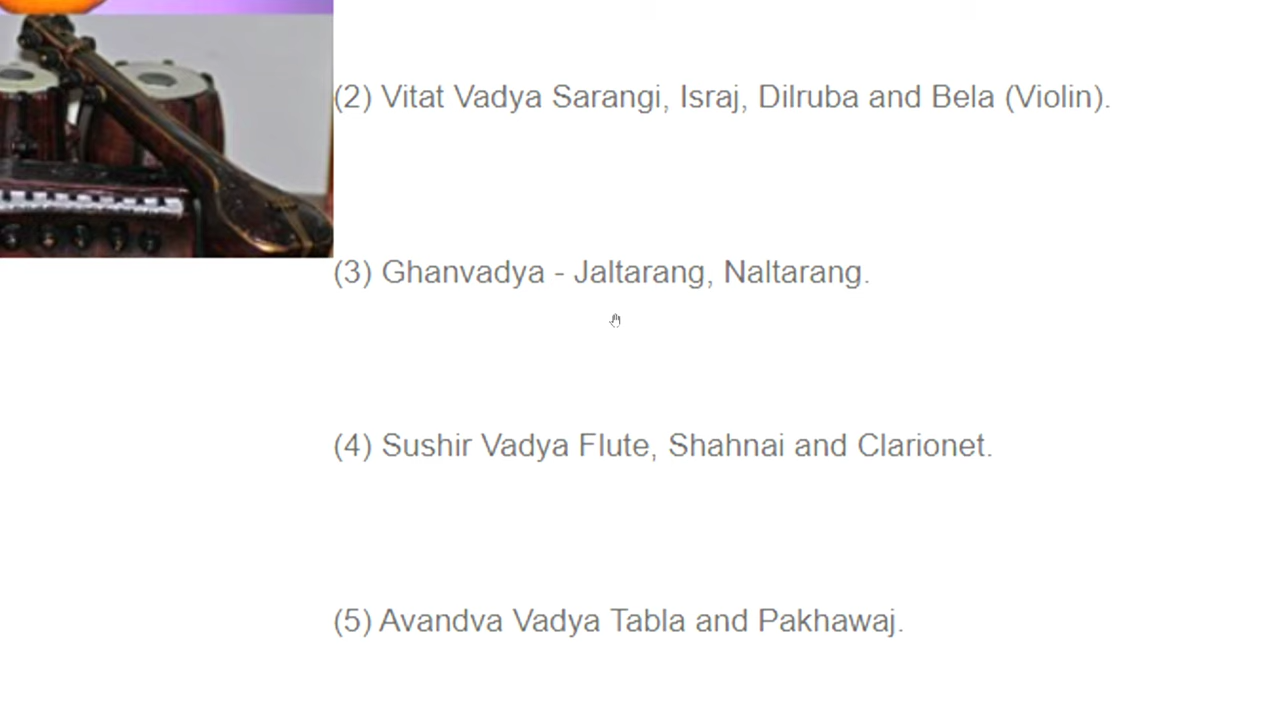 (2) Vitat Vadya Sarangi, Israj, Dilruba and Bela (Violin).
(3) Ghanvadya - Jaltarang, Naltarang.
(4) Sushir Vadya Flute, Shahnai and Clarionet.
(5) Avandva Vadya Tabla and Pakhawaj.